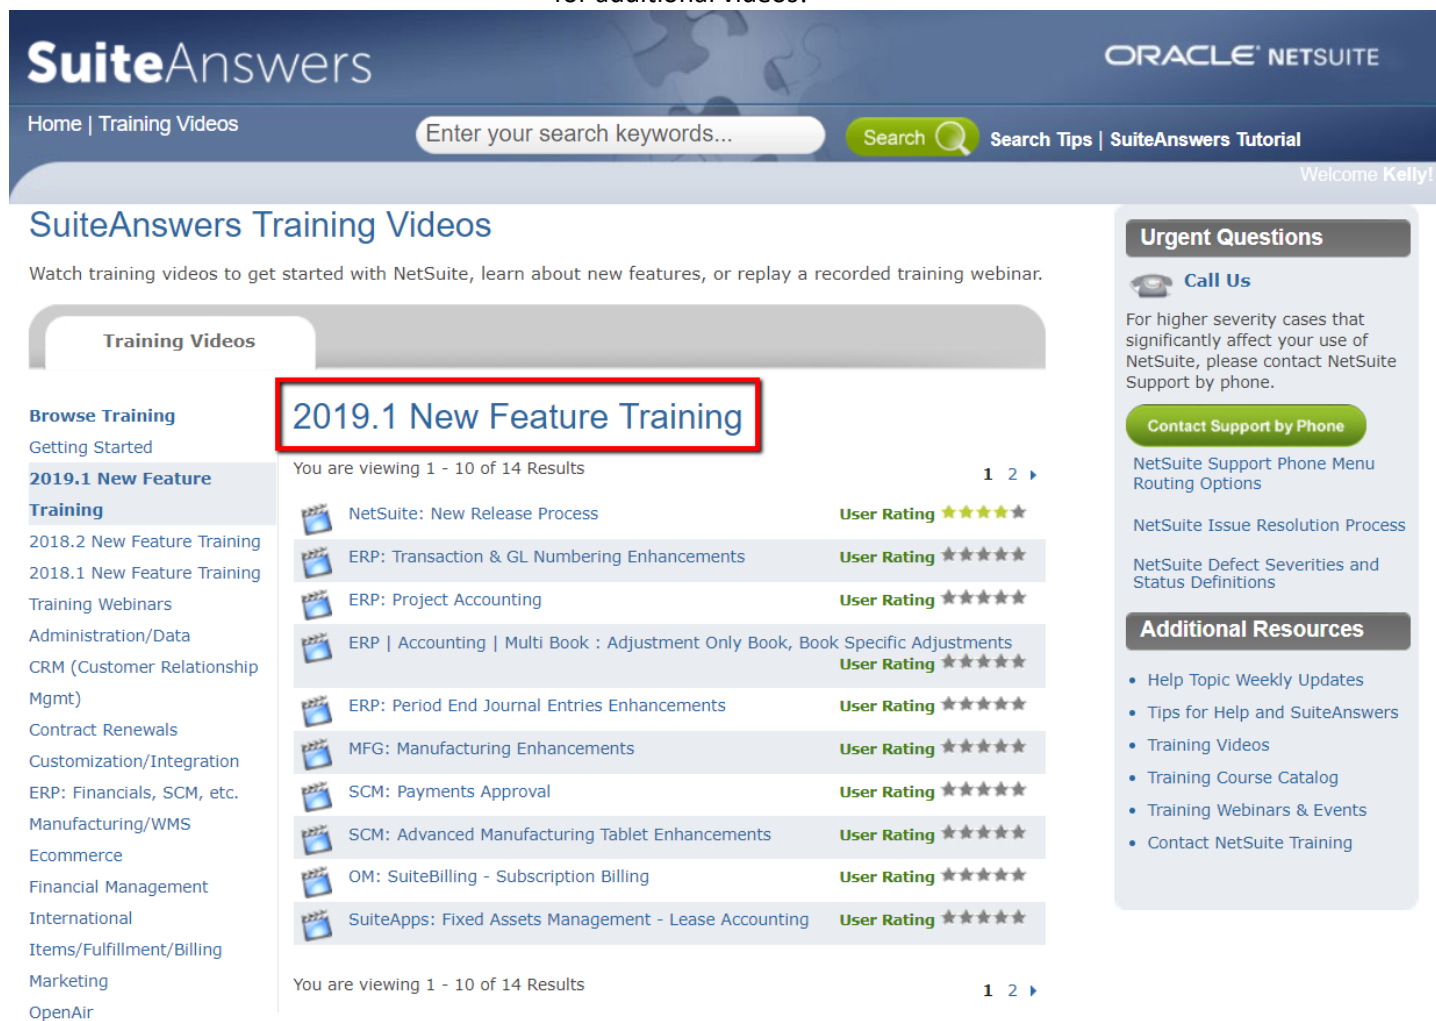 for additional videos.
SuiteAnswers
ORACLE NETSUITE
Home | Training Videos
Enter your search keywords...
Search
Search Tips | SuiteAnswers Tutorial
Welcome Kelly!
SuiteAnswers Training Videos
Watch training videos to get started with NetSuite, learn about new features, or replay a recorded training webinar.
Training Videos
Browse Training
Getting Started
2019.1 New Feature
Training
2018.2 New Feature Training
2018.1 New Feature Training
Training Webinars
Administration/Data
CRM (Customer Relationship
Mgmt)
Contract Renewals
Customization/Integration
ERP: Financials, SCM, etc.
Manufacturing/WMS
Ecommerce
Financial Management
International
Items/Fulfillment/Billing
Marketing
OpenAir
2019.1 New Feature Training
You are viewing 1 - 10 of 14 Results
1 2
NetSuite: New Release Process User Rating
ERP: Transaction & GL Numbering Enhancements User Rating
ERP: Project Accounting User Rating
ERP | Accounting | Multi Book : Adjustment Only Book, Book Specific Adjustments
User Rating
ERP: Period End Journal Entries Enhancements User Rating
MFG: Manufacturing Enhancements User Rating
SCM: Payments Approval User Rating
SCM: Advanced Manufacturing Tablet Enhancements User Rating
OM: SuiteBilling - Subscription Billing User Rating
SuiteApps: Fixed Assets Management - Lease Accounting User Rating
You are viewing 1 - 10 of 14 Results
1 2
Urgent Questions
Call Us
For higher severity cases that
significantly affect your use of
NetSuite, please contact NetSuite
Support by phone.
Contact Support by Phone
NetSuite Support Phone Menu
Routing Options
NetSuite Issue Resolution Process
NetSuite Defect Severities and
Status Definitions
Additional Resources
• Help Topic Weekly Updates
• Tips for Help and SuiteAnswers
• Training Videos
• Training Course Catalog
• Training Webinars & Events
• Contact NetSuite Training